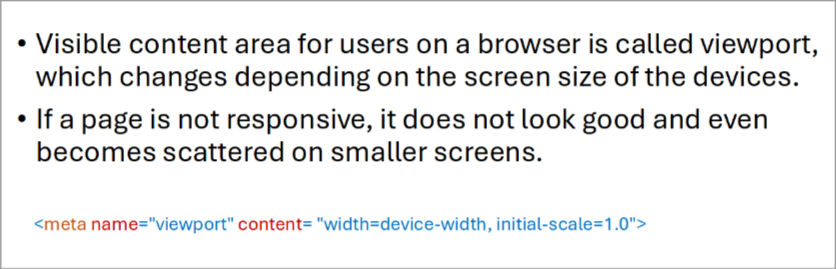 • Visible content area for users on a browser is called viewport,
which changes depending on the screen size of the devices.
• If a page is not responsive, it does not look good and even
becomes scattered on smaller screens.
<meta name="viewport" content= "width=device-width, initial-scale=1.0">